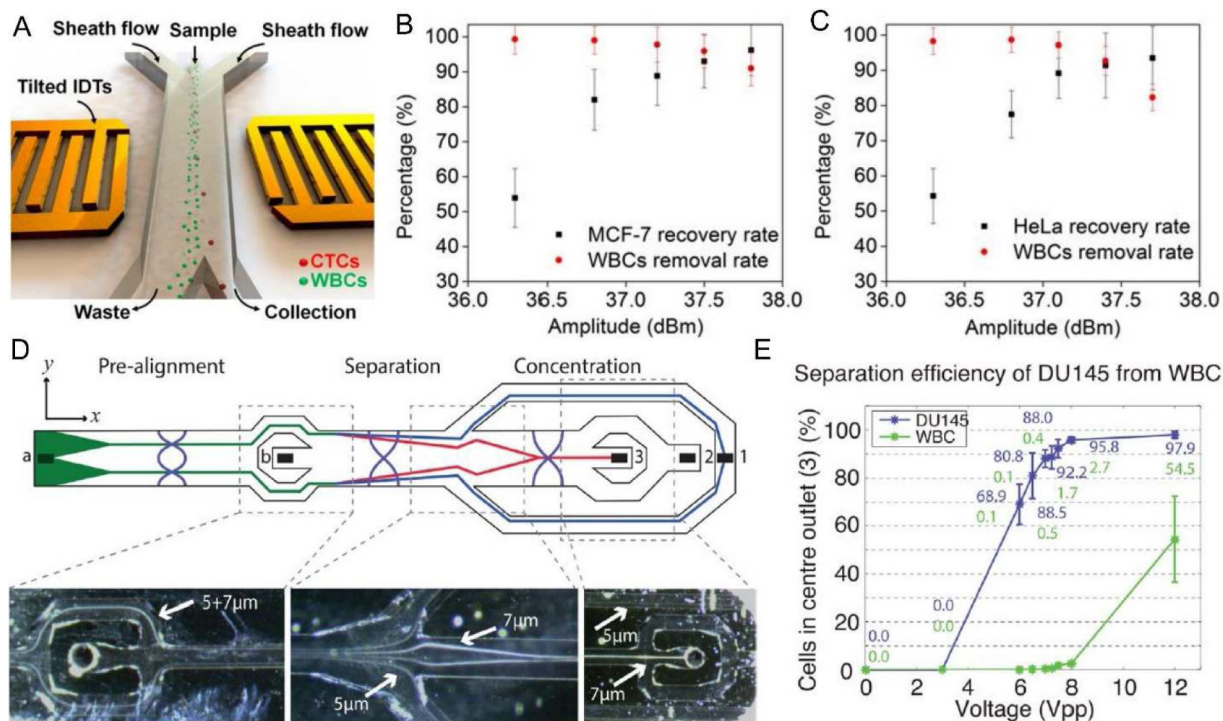 A
Sheath flow
Sample
Sheath flow
Tilted IDTs
CTCs
WBCs
Waste
Collection
B
Percentage (%)
100
90
80
70
60
50
40
30
MCF-7 recovery rate
WBCs removal rate
36.0
36.5
37.0
37.5
38.0
Amplitude (dBm)
C
Percentage (%)
100
90
80
70
60
50
40
30
HeLa recovery rate
WBCs removal rate
36.0
36.5
37.0
37.5
38.0
Amplitude (dBm)
D
y
x
Pre-alignment
Separation
Concentration
a
b
3
2
1
5+7μm
7μm
5μm
5μm
7μm
E
Separation efficiency of DU145 from WBC
Cells in centre outlet (3) (%)
100
80
60
40
20
0
DU145
WBC
0.0
0.0
0.0
0.0
68.9
0.1
80.8
0.1
88.0
0.4
88.5
0.5
92.2
1.7
95.8
2.7
97.9
54.5
0
2
4
6
8
10
12
Voltage (Vpp)